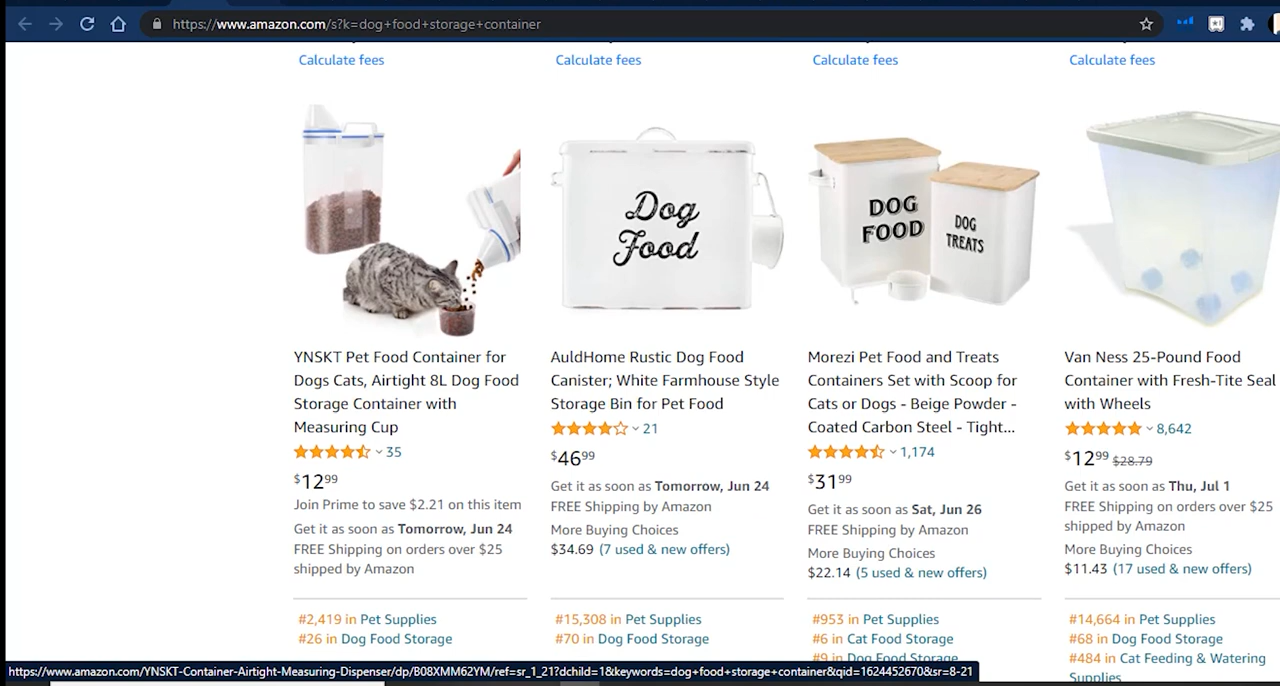 https://www.amazon.com/s?k=dog+food+storage+container
Calculate fees
Calculate fees
Calculate fees
Calculate fees
Dog
Food
DOG
FOOD
DOG
TREATS
YNSKT Pet Food Container for
Dogs Cats, Airtight 8L Dog Food
Storage Container with
Measuring Cup
35
$12.99
Join Prime to save $2.21 on this item
Get it as soon as Tomorrow, Jun 24
FREE Shipping on orders over $25
shipped by Amazon
#2,419 in Pet Supplies
#26 in Dog Food Storage
AuldHome Rustic Dog Food
Canister; White Farmhouse Style
Storage Bin for Pet Food
21
$46.99
Get it as soon as Tomorrow, Jun 24
FREE Shipping by Amazon
More Buying Choices
$34.69 (7 used & new offers)
#15,308 in Pet Supplies
#70 in Dog Food Storage
Morezi Pet Food and Treats
Containers Set with Scoop for
Cats or Dogs - Beige Powder -
Coated Carbon Steel - Tight...
1,174
$31.99
Get it as soon as Sat, Jun 26
FREE Shipping by Amazon
More Buying Choices
$22.14 (5 used & new offers)
#953 in Pet Supplies
#6 in Cat Food Storage
#9 in Dog Food Storage
Van Ness 25-Pound Food
Container with Fresh-Tite Seal
with Wheels
8,642
$12.99 $28.79
Get it as soon as Thu, Jul 1
FREE Shipping on orders over $25
shipped by Amazon
More Buying Choices
$11.43 (17 used & new offers)
#14,664 in Pet Supplies
#68 in Dog Food Storage
#484 in Cat Feeding & Watering
Supplies
https://www.amazon.com/YNSKT-Container-Airtight-Measuring-Dispenser/dp/B08XMM62YM/ref=sr_1_21?dchild=1&keywords=dog+food+storage+container&qid=1624452670&sr=8-21